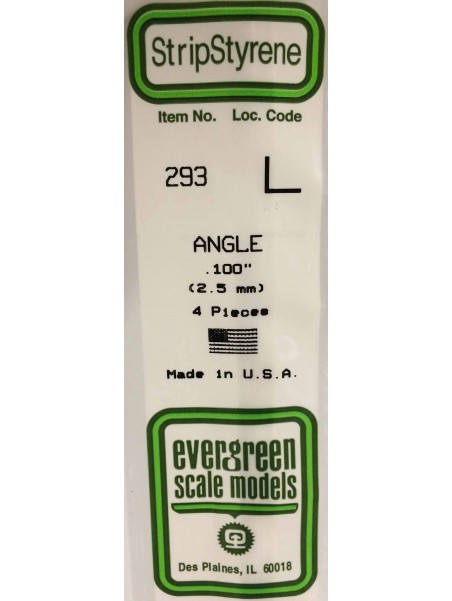 StripStyrene
Item No. Loc. Code
293
ANGLE
.100"
(2.5 mm)
4 Pieces
Made in U.S.A.
evergreen
scale models
Des Plaines, IL 60018